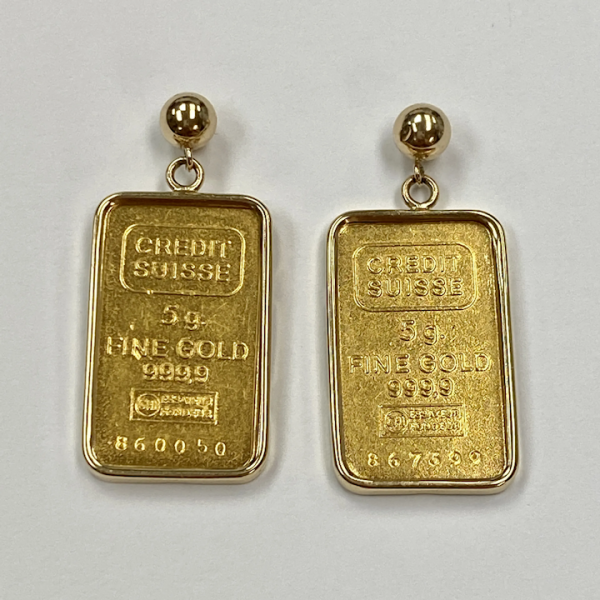 CREDIT
SUISSE
5g.
FINE GOLD
999,9
860050
CREDIT
SUISSE
5g.
FINE GOLD
999,9